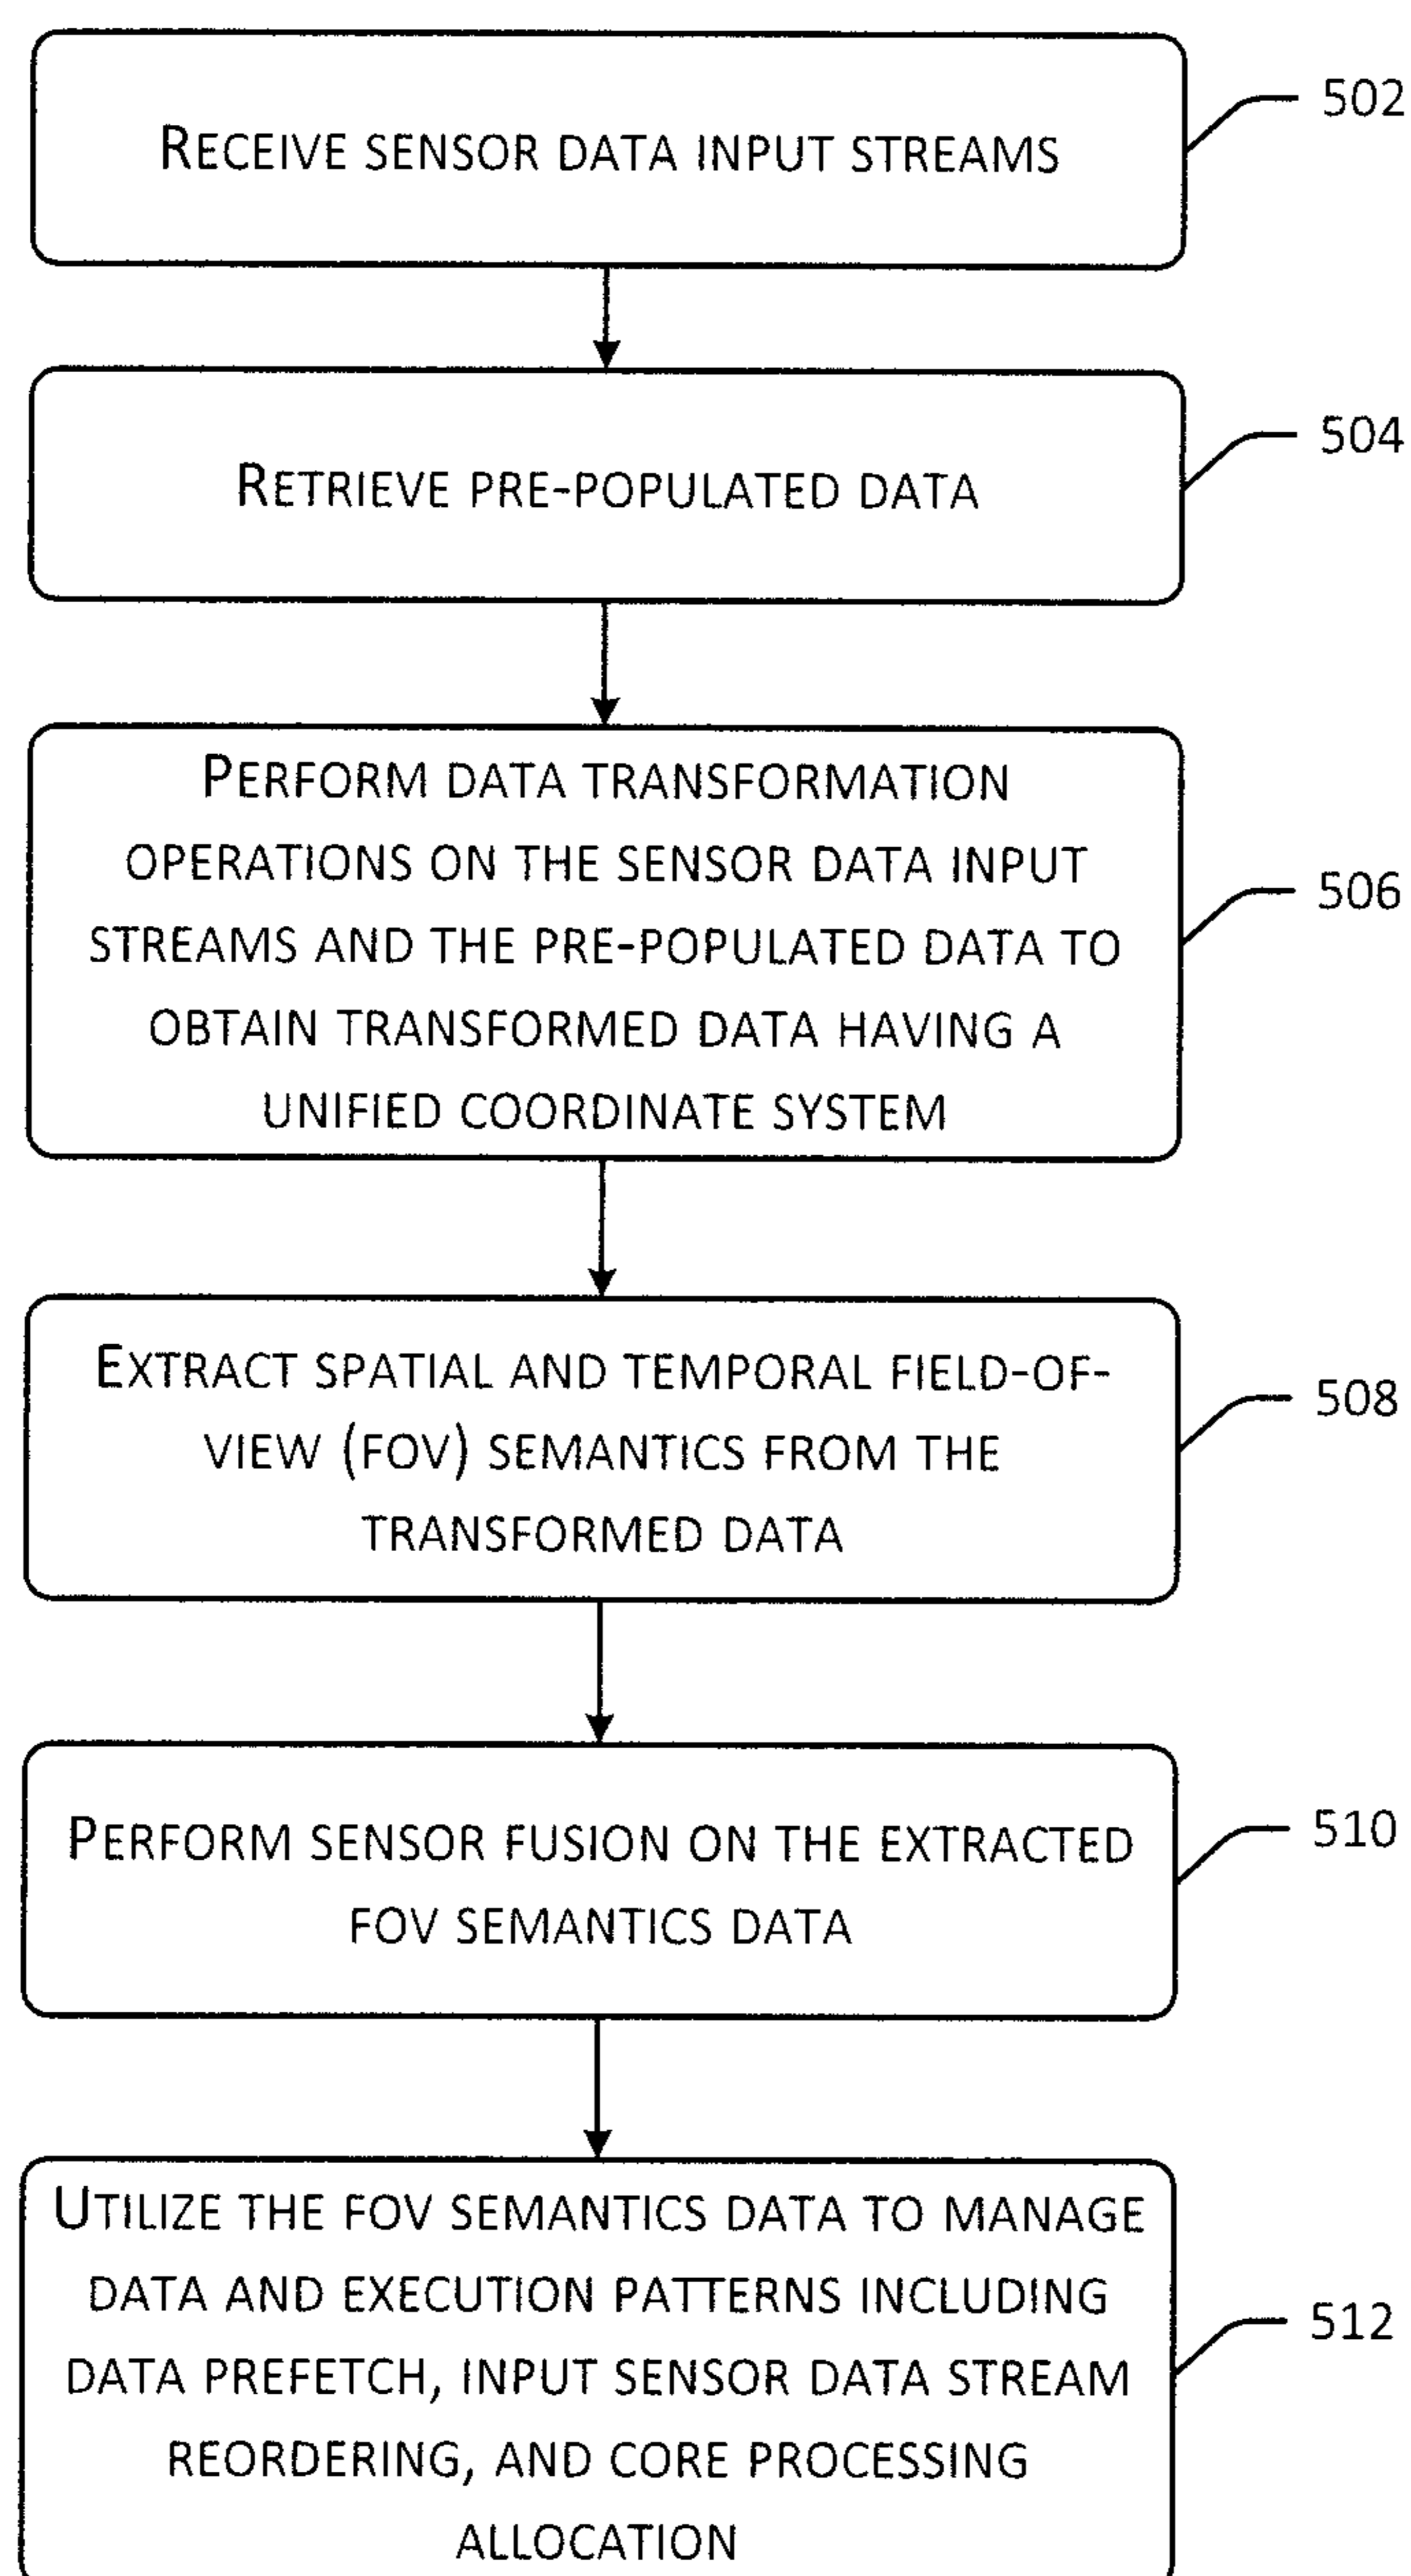 RECEIVE SENSOR DATA INPUT STREAMS
502
RETRIEVE PRE-POPULATED DATA
504
PERFORM DATA TRANSFORMATION
OPERATIONS ON THE SENSOR DATA INPUT
STREAMS AND THE PRE-POPULATED DATA TO
OBTAIN TRANSFORMED DATA HAVING A
UNIFIED COORDINATE SYSTEM
506
EXTRACT SPATIAL AND TEMPORAL FIELD-OF-
VIEW (FOV) SEMANTICS FROM THE
TRANSFORMED DATA
508
PERFORM SENSOR FUSION ON THE EXTRACTED
FOV SEMANTICS DATA
510
UTILIZE THE FOV SEMANTICS DATA TO MANAGE
DATA AND EXECUTION PATTERNS INCLUDING
DATA PREFETCH, INPUT SENSOR DATA STREAM
REORDERING, AND CORE PROCESSING
ALLOCATION
512